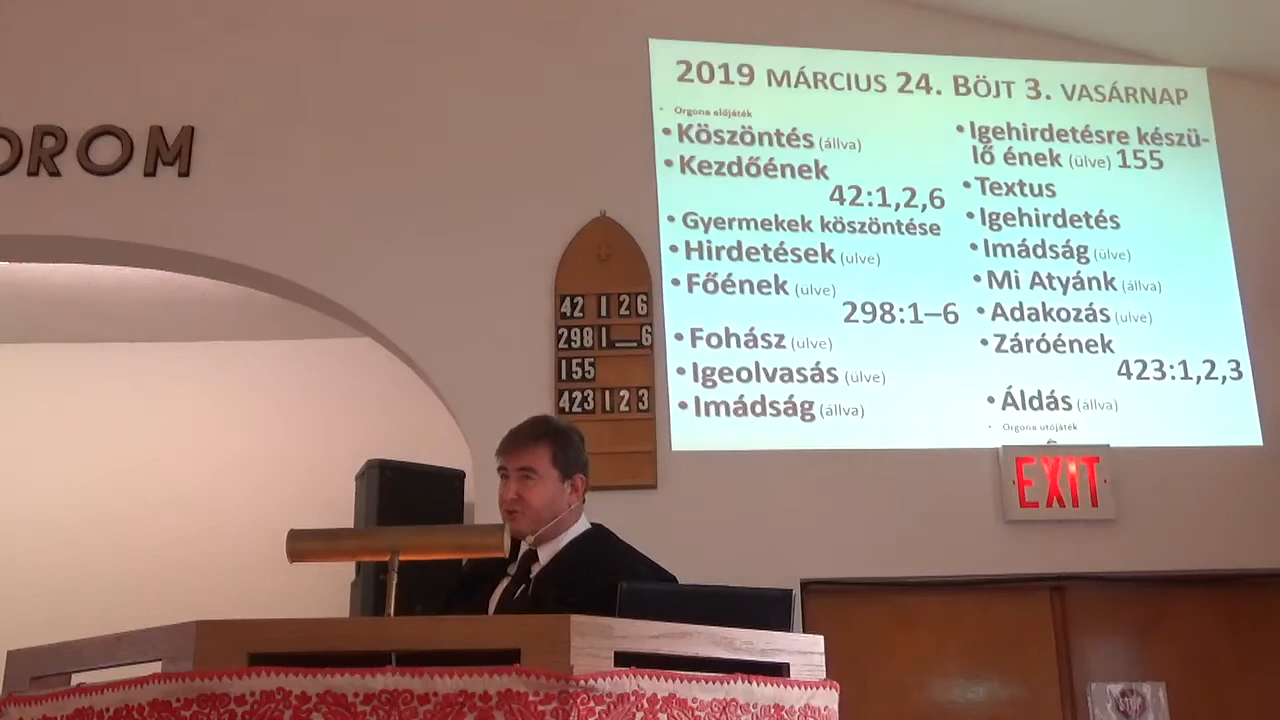 OROM
2019 MÁRCIUS 24. BÖJT 3. VASÁRNAP
• Orgona előjáték
• Köszöntés (állva)
• Kezdőének
42:1,2,6
• Gyermekek köszöntése
• Hirdetések (ülve)
• Főének (ülve)
298:1–6
• Fohász (ülve)
• Igeolvasás (ülve)
• Imádság (állva)
• Igehirdetésre készü-
lő ének (ülve) 155
• Textus
• Igehirdetés
• Imádság (ülve)
• Mi Atyánk (állva)
• Adakozás (ülve)
• Záróének
423:1,2,3
• Áldás (állva)
• Orgona utójáték
42 1 2 6
298 1 _ 6
155
423 1 2 3
EXIT
STOP